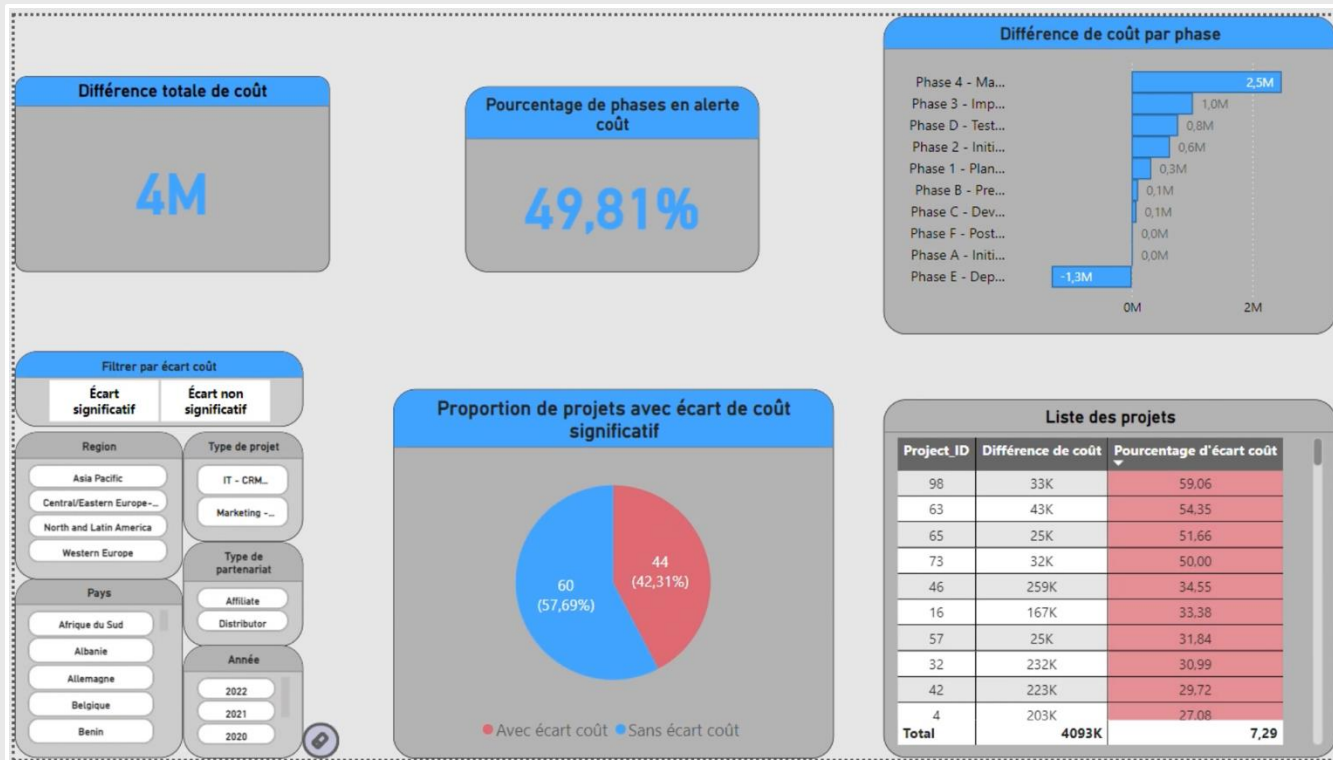 Différence totale de coût
4M
Pourcentage de phases en alerte
coût
49,81%
Différence de coût par phase
Phase 4 - Ma... 2,5M
Phase 3 - Imp... 1,0M
Phase D - Test... 0,8M
Phase 2 - Initi... 0,6M
Phase 1 - Plan... 0,3M
Phase B - Pre... 0,1M
Phase C - Dev... 0,1M
Phase F - Post... 0,0M
Phase A - Initi... 0,0M
Phase E - Dep... -1,3M
0M 2M
Filtrer par écart coût
Écart
significatif
Écart non
significatif
Region
Asia Pacific
Central/Eastern Europe-...
North and Latin America
Western Europe
Type de projet
IT - CRM...
Marketing -...
Type de
partenariat
Affiliate
Distributor
Pays
Afrique du Sud
Albanie
Allemagne
Belgique
Benin
Année
2022
2021
2020
Proportion de projets avec écart de coût
significatif
44
(42,31%)
60
(57,69%)
Avec écart coût Sans écart coût
Liste des projets
Project_ID Différence de coût Pourcentage d'écart coût
98 33K 59,06
63 43K 54,35
65 25K 51,66
73 32K 50,00
46 259K 34,55
16 167K 33,38
57 25K 31,84
32 232K 30,99
42 223K 29,72
4 203K 27,08
Total 4093K 7,29